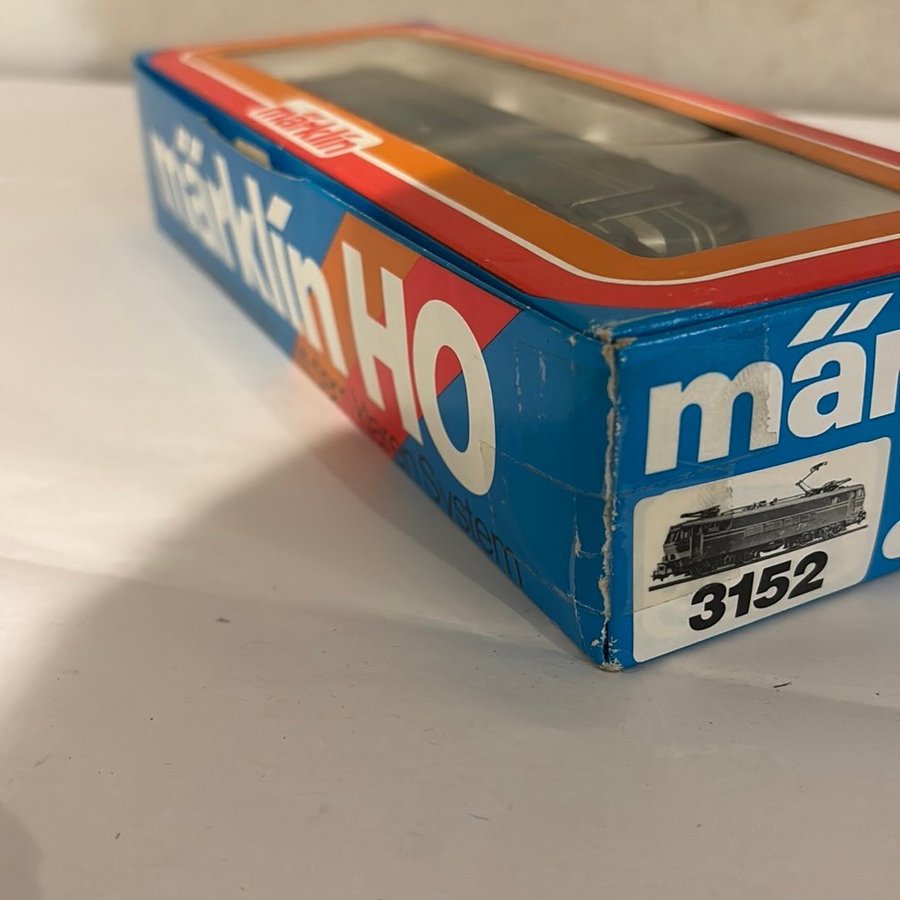 märklin
märklin HO
System
mär
3152